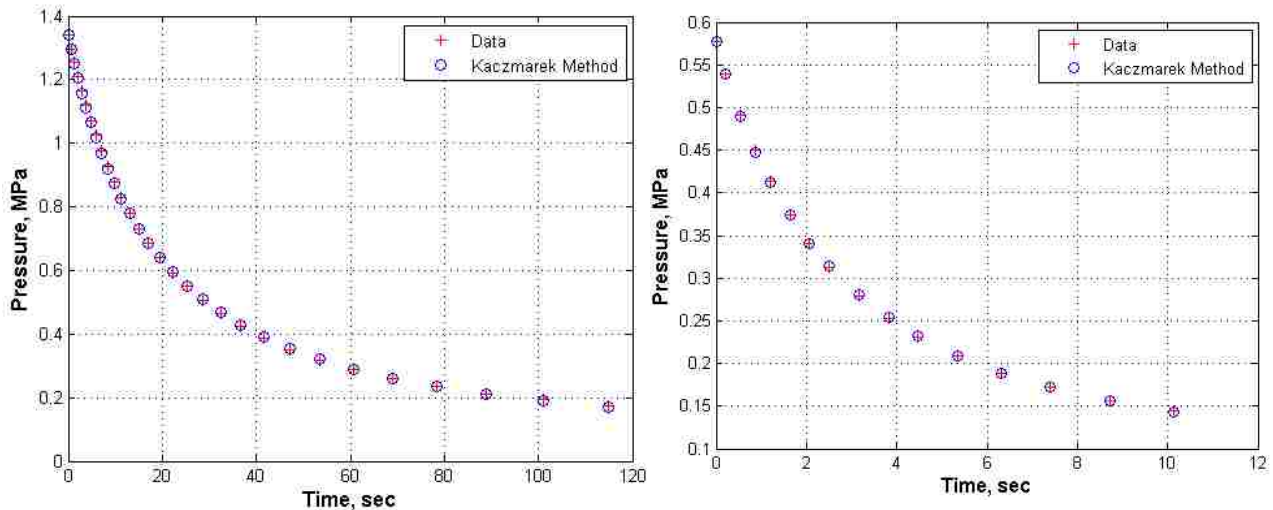 1.4
1.2
1
0.8
0.6
0.4
0.2
0
Pressure, MPa
Data
Kaczmarek Method
0 20 40 60 80 100 120
Time, sec
0.6
0.55
0.5
0.45
0.4
0.35
0.3
0.25
0.2
0.15
0.1
Pressure, MPa
Data
Kaczmarek Method
0 2 4 6 8 10 12
Time, sec